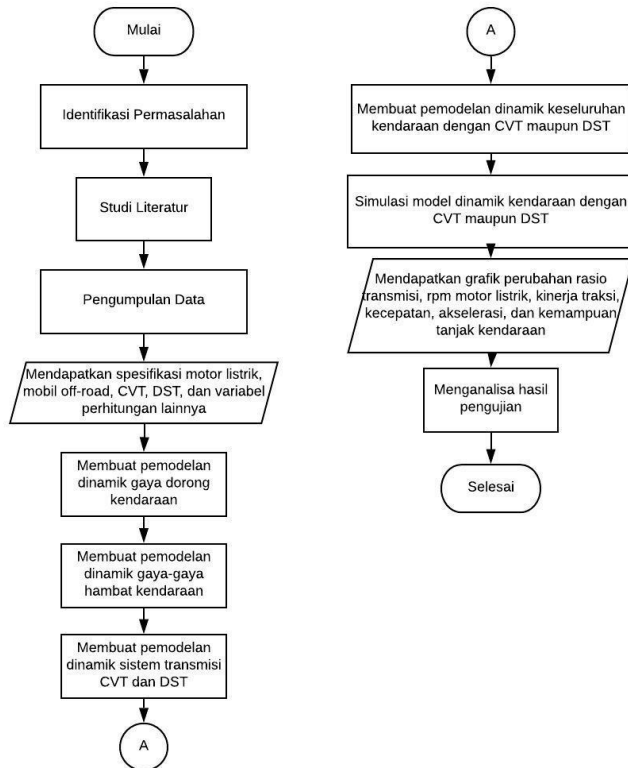 Mulai
Identifikasi Permasalahan
Studi Literatur
Pengumpulan Data
Mendapatkan spesifikasi motor listrik,
mobil off-road, CVT, DST, dan variabel
perhitungan lainnya
Membuat pemodelan
dinamik gaya dorong
kendaraan
Membuat pemodelan
dinamik gaya-gaya
hambat kendaraan
Membuat pemodelan
dinamik sistem transmisi
CVT dan DST
A
A
Membuat pemodelan dinamik keseluruhan
kendaraan dengan CVT maupun DST
Simulasi model dinamik kendaraan dengan
CVT maupun DST
Mendapatkan grafik perubahan rasio
transmisi, rpm motor listrik, kinerja traksi,
kecepatan, akselerasi, dan kemampuan
tanjak kendaraan
Menganalisa hasil
pengujian
Selesai